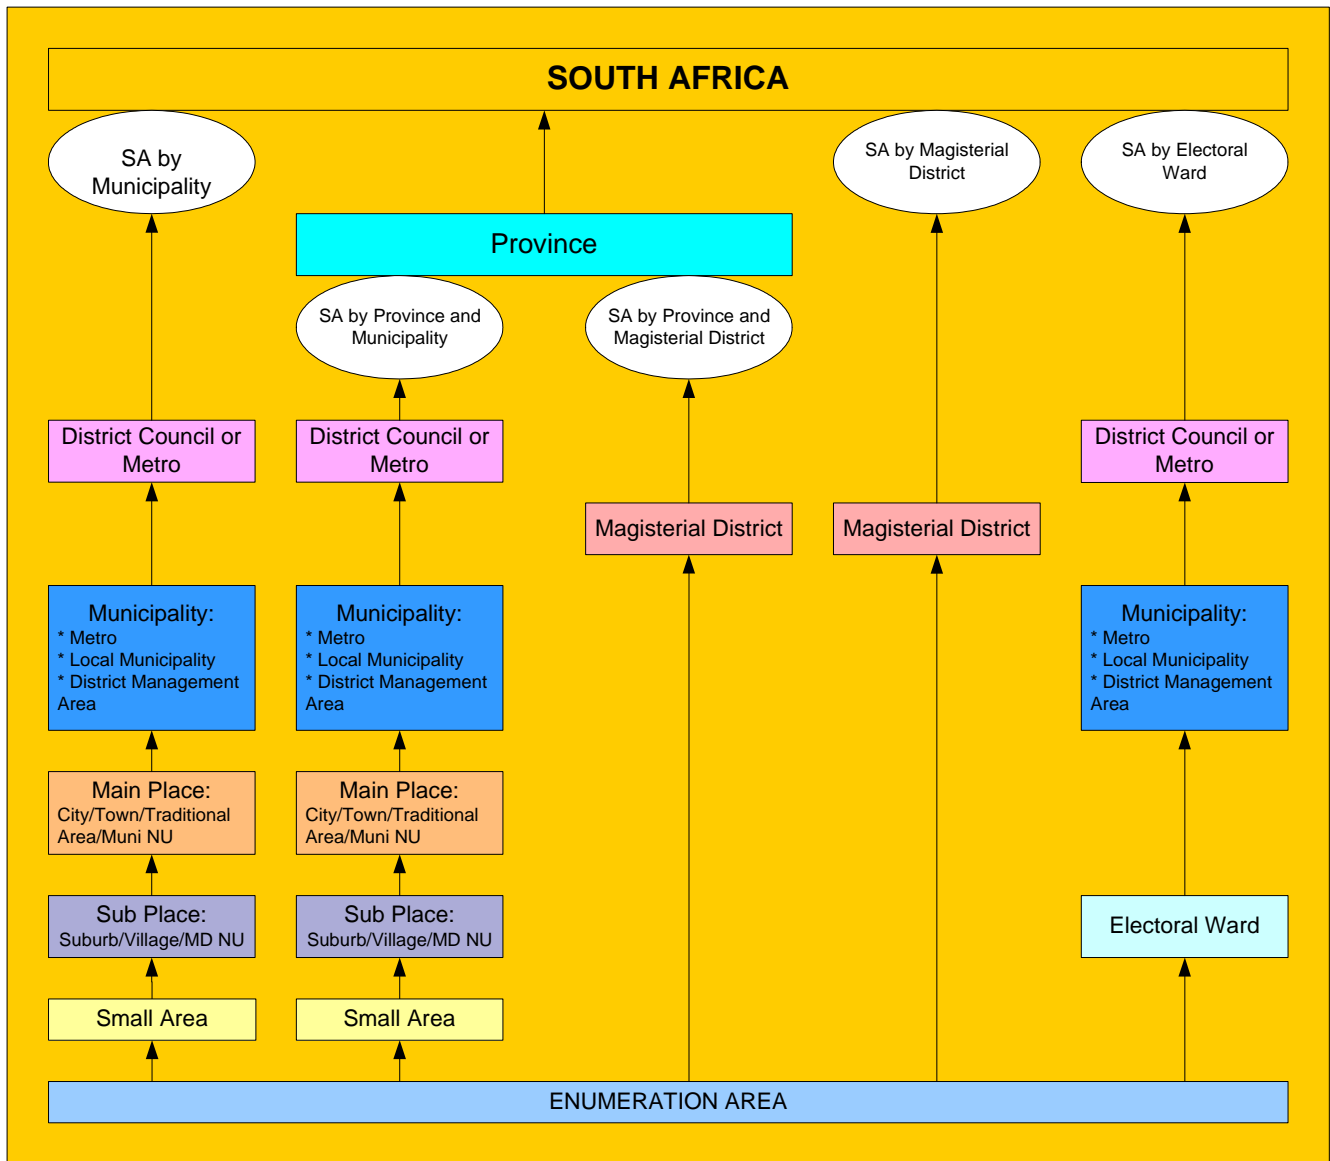 SOUTH AFRICA
SA by
Municipality
SA by Magisterial
District
SA by Electoral
Ward
Province
SA by Province and
Municipality
SA by Province and
Magisterial District
District Council or
Metro
District Council or
Metro
District Council or
Metro
Magisterial District
Magisterial District
Municipality:
* Metro
* Local Municipality
* District Management
Area
Municipality:
* Metro
* Local Municipality
* District Management
Area
Municipality:
* Metro
* Local Municipality
* District Management
Area
Main Place:
City/Town/Traditional
Area/Muni NU
Main Place:
City/Town/Traditional
Area/Muni NU
Sub Place:
Suburb/Village/MD NU
Sub Place:
Suburb/Village/MD NU
Electoral Ward
Small Area
Small Area
ENUMERATION AREA